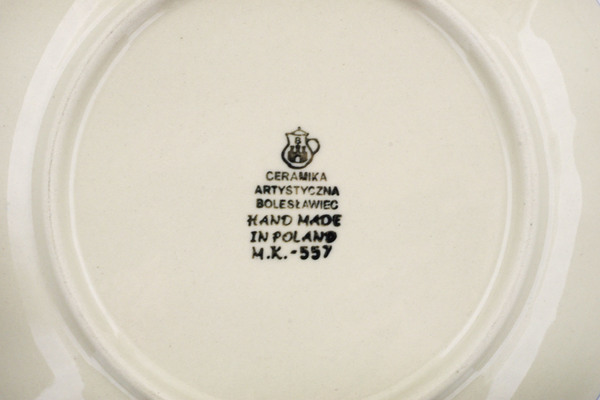 CERAMIKA
ARTYSTYCZNA
BOLESŁAWIEC
HAND MADE
IN POLAND
M.K.-557